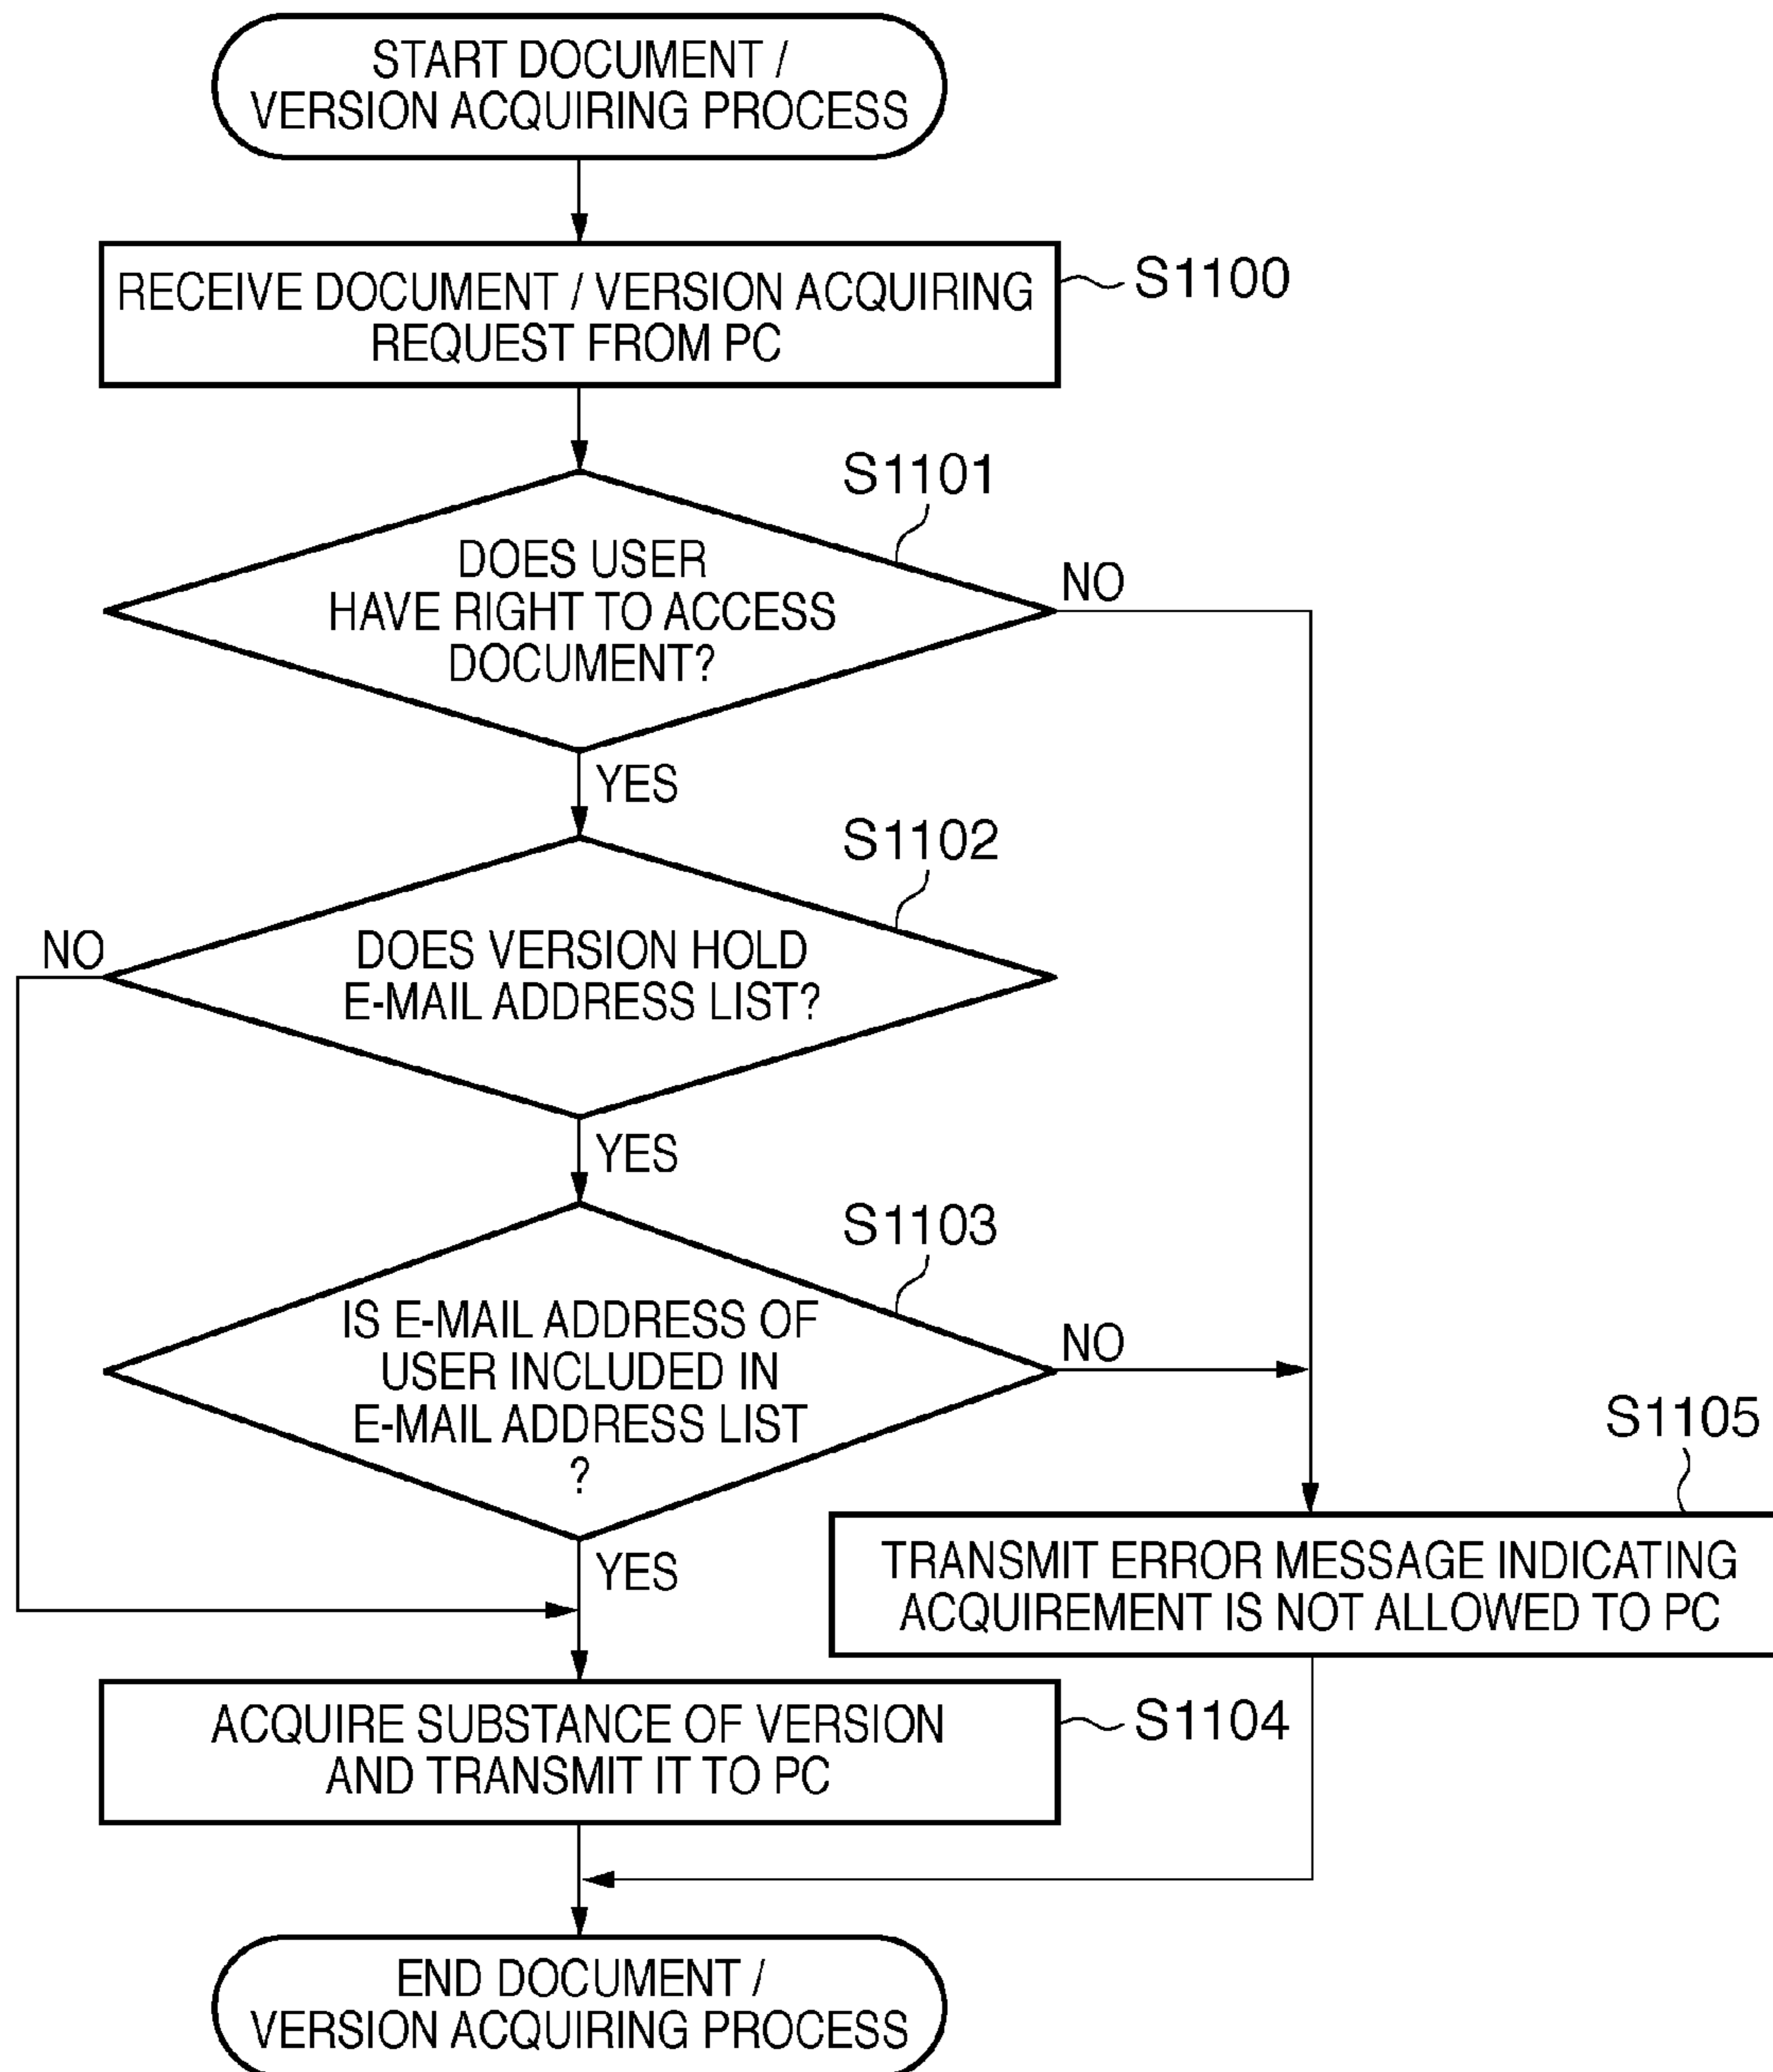 START DOCUMENT /
VERSION ACQUIRING PROCESS
RECEIVE DOCUMENT / VERSION ACQUIRING
REQUEST FROM PC
S1100
S1101
DOES USER
HAVE RIGHT TO ACCESS
DOCUMENT?
NO
YES
S1102
NO
DOES VERSION HOLD
E-MAIL ADDRESS LIST?
YES
S1103
IS E-MAIL ADDRESS OF
USER INCLUDED IN
E-MAIL ADDRESS LIST
?
NO
YES
S1105
TRANSMIT ERROR MESSAGE INDICATING
ACQUIREMENT IS NOT ALLOWED TO PC
ACQUIRE SUBSTANCE OF VERSION
AND TRANSMIT IT TO PC
S1104
END DOCUMENT /
VERSION ACQUIRING PROCESS